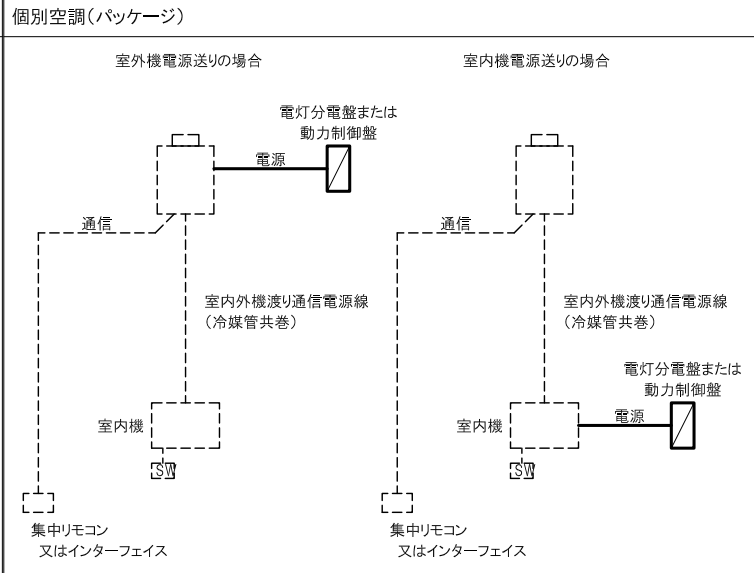 個別空調(パッケージ)
室外機電源送りの場合
電灯分電盤または
動力制御盤
電源
通信
室内外機渡り通信電源線
(冷媒管共巻)
室内機
SW
集中リモコン
又はインターフェイス
室内機電源送りの場合
通信
室内外機渡り通信電源線
(冷媒管共巻)
電灯分電盤または
動力制御盤
電源
室内機
SW
集中リモコン
又はインターフェイス